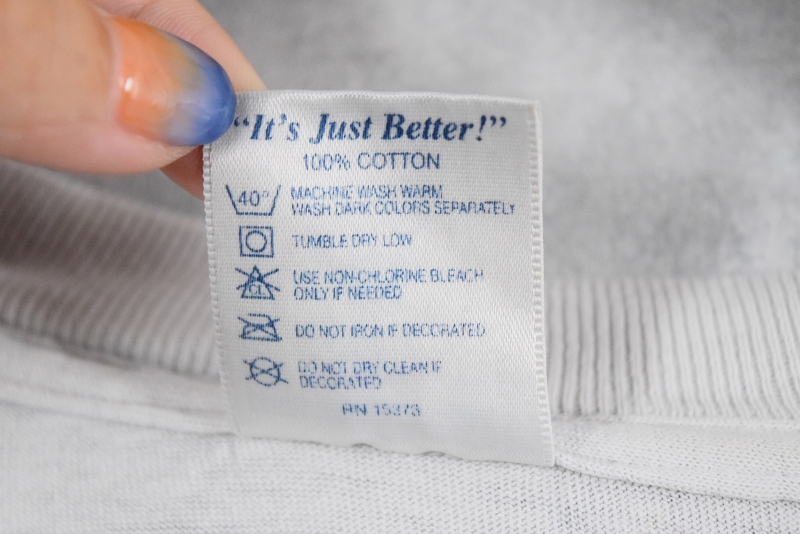 "It's Just Better!"
100% COTTON
40° MACHINE WASH WARM
WASH DARK COLORS SEPARATELY
TUMBLE DRY LOW
CL USE NON-CHLORINE BLEACH
ONLY IF NEEDED
DO NOT IRON IF DECORATED
DO NOT DRY CLEAN IF
DECORATED
RN 15373